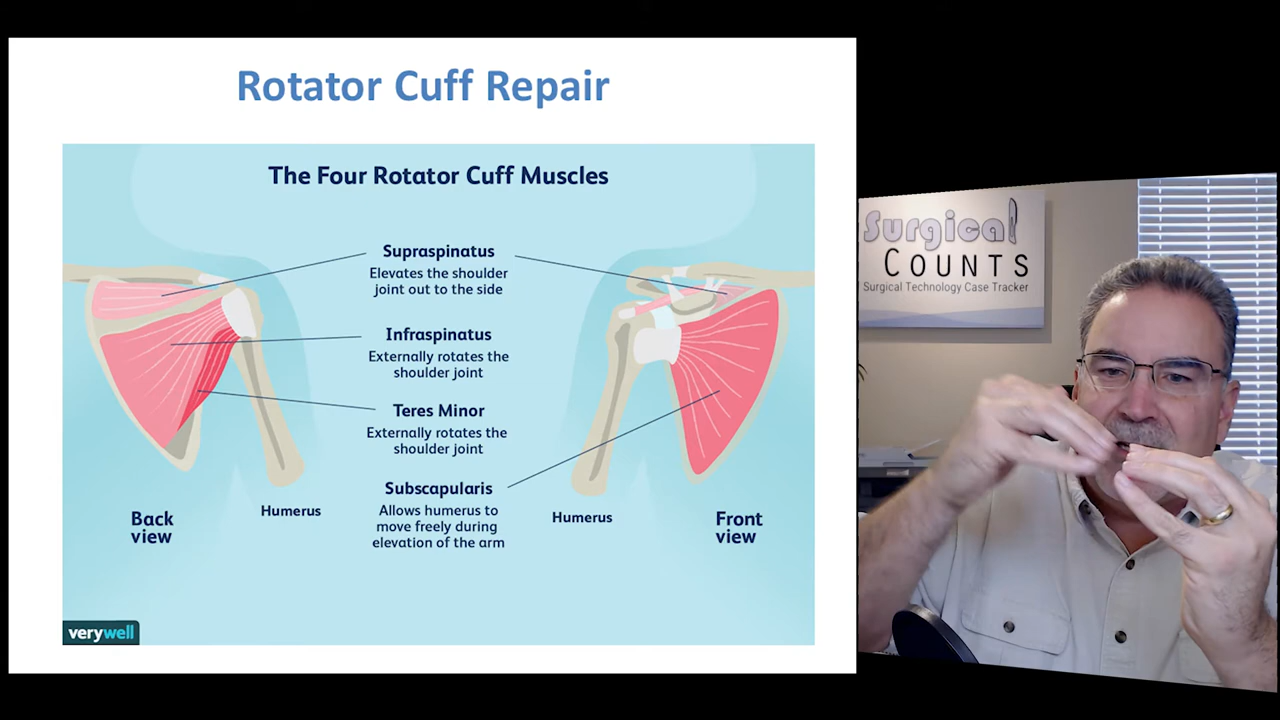 Rotator Cuff Repair
The Four Rotator Cuff Muscles
Supraspinatus
Elevates the shoulder
joint out to the side
Infraspinatus
Externally rotates the
shoulder joint
Teres Minor
Externally rotates the
shoulder joint
Subscapularis
Allows humerus to
move freely during
elevation of the arm
Humerus
Back
view
Humerus
Front
view
verywell
Surgical
COUNTS
Surgical Technology Case Tracker